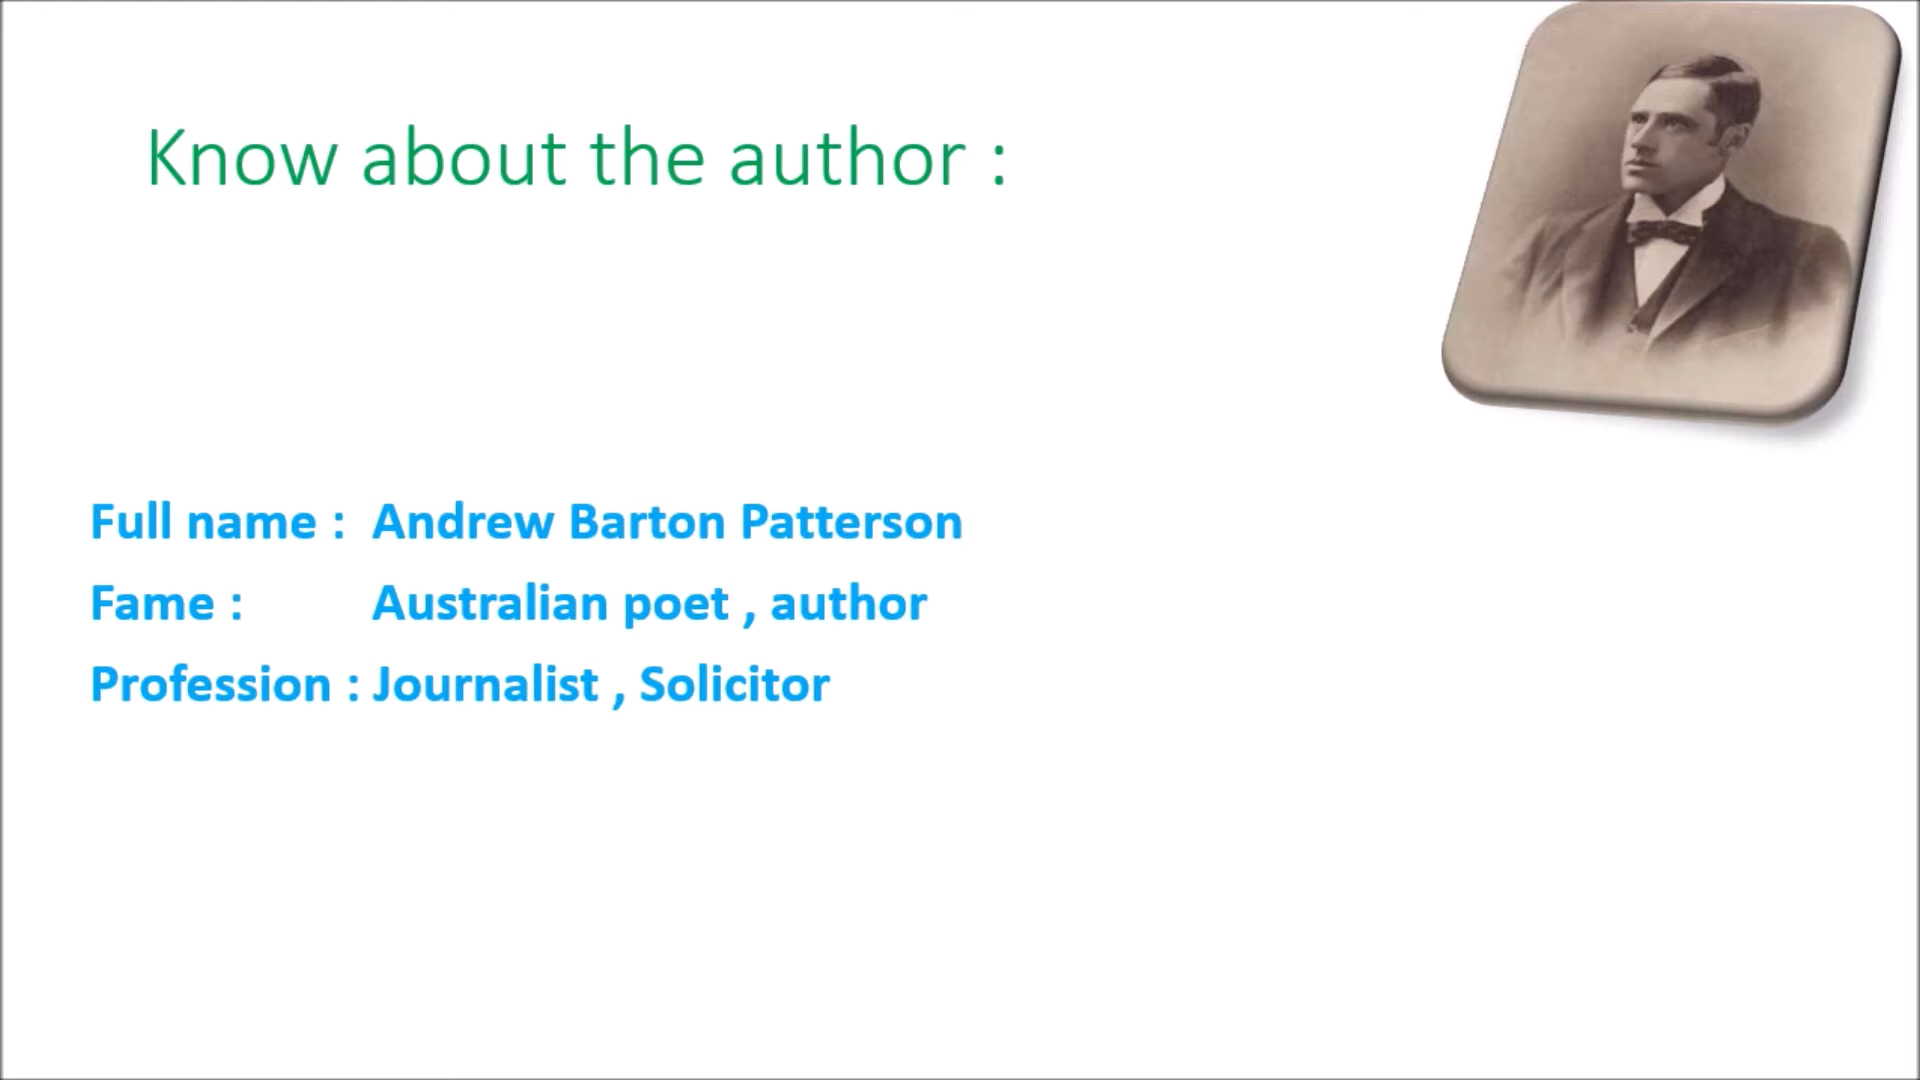 Know about the author :
Full name : Andrew Barton Patterson
Fame : Australian poet , author
Profession : Journalist , Solicitor